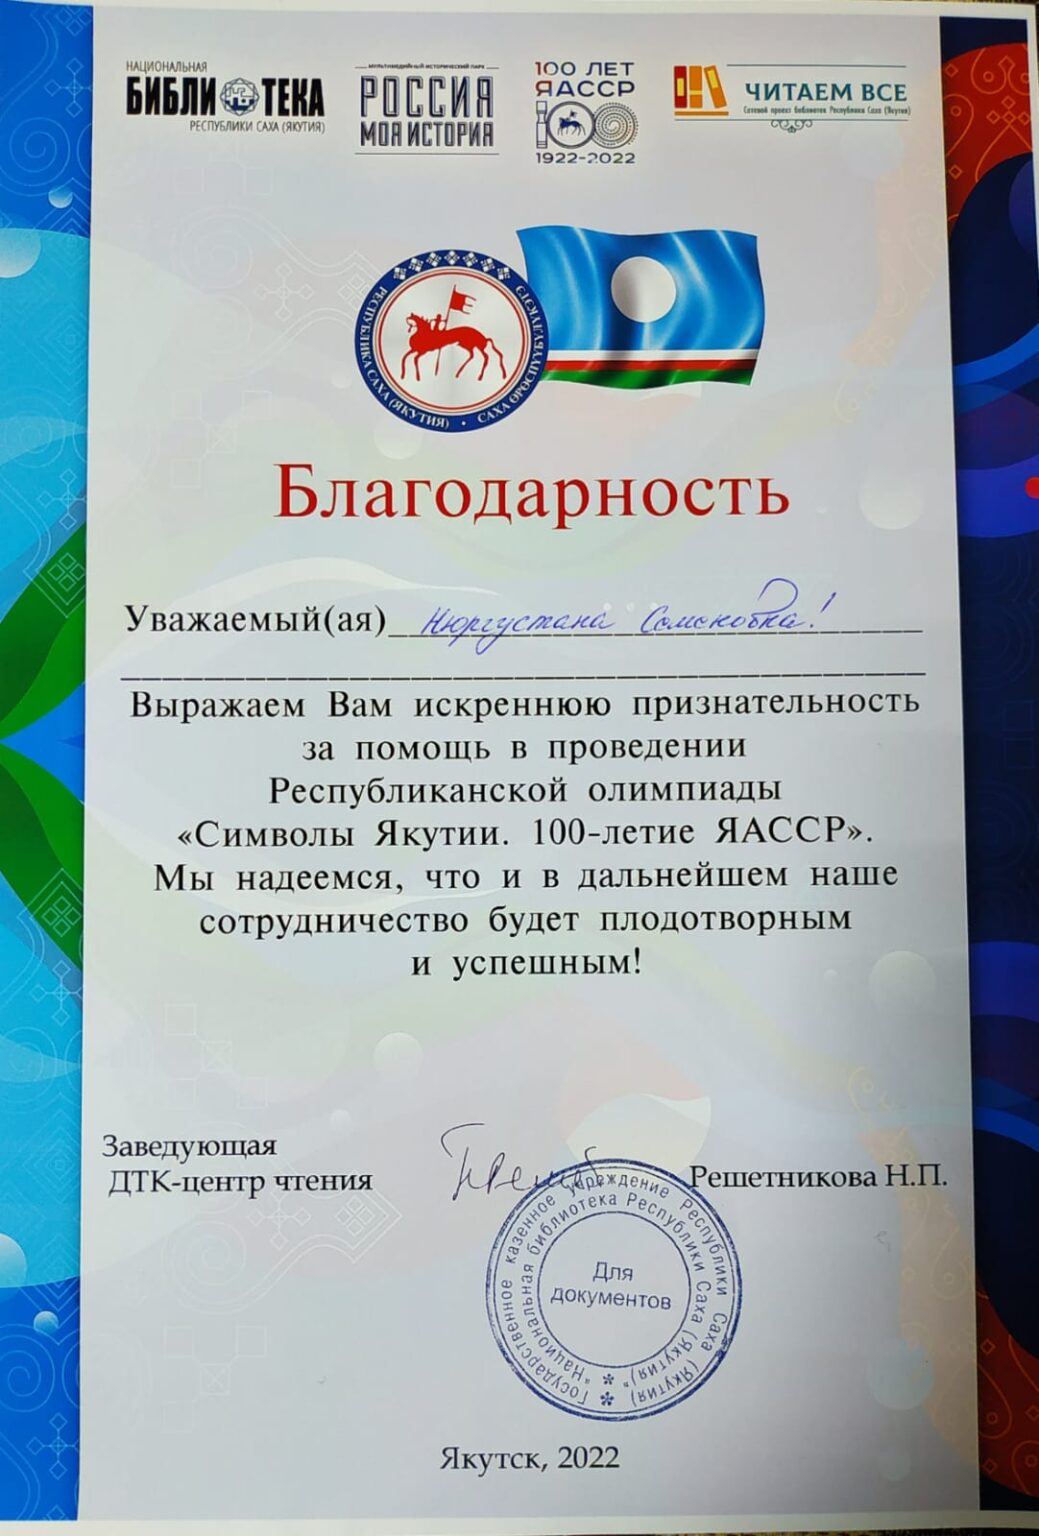 НАЦИОНАЛЬНАЯ
БИБЛИОТЕКА
РЕСПУБЛИКИ САХА (ЯКУТИЯ)
МУЛЬТИМЕДИЙНЫЙ ИСТОРИЧЕСКИЙ ПАРК
РОССИЯ
МОЯ ИСТОРИЯ
100 ЛЕТ
ЯАССР
100
1922-2022
ЧИТАЕМ ВСЕ
Сетевой проект библиотек Республики Саха (Якутия)
РЕСПУБЛИКА САХА (ЯКУТИЯ) • САХА ӨРӨСПҮҮБҮЛҮКЭТЭ
Благодарность
Уважаемый(ая) Нюргустана Семеновна!
Выражаем Вам искреннюю признательность
за помощь в проведении
Республиканской олимпиады
«Символы Якутии. 100-летие ЯАССР».
Мы надеемся, что и в дальнейшем наше
сотрудничество будет плодотворным
и успешным!
Заведующая
ДТК-центр чтения
Решетникова Н.П.
Государственное казенное учреждение Республики Саха (Якутия)
"Национальная библиотека Республики Саха (Якутия)"
Для
документов
Якутск, 2022